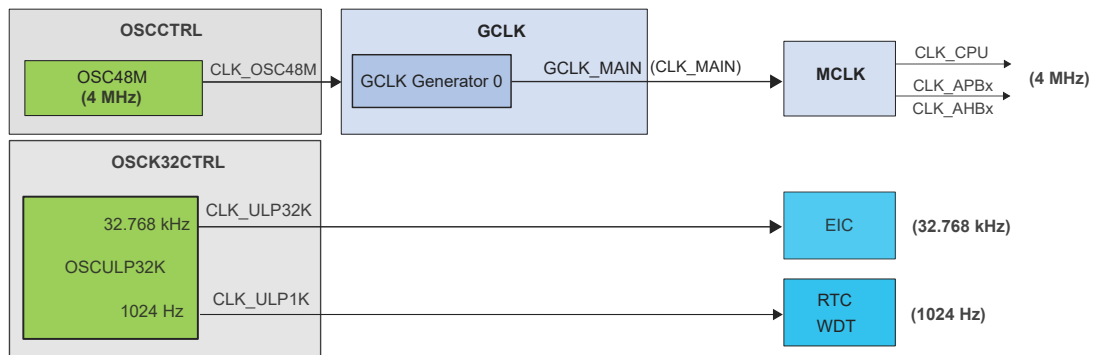 OSCCTRL
OSC48M
(4 MHz)
CLK_OSC48M
GCLK
GCLK Generator 0
GCLK_MAIN (CLK_MAIN)
MCLK
CLK_CPU
CLK_APBx
CLK_AHBx
(4 MHz)
OSCK32CTRL
32.768 kHz
OSCULP32K
1024 Hz
CLK_ULP32K
EIC
(32.768 kHz)
CLK_ULP1K
RTC
WDT
(1024 Hz)